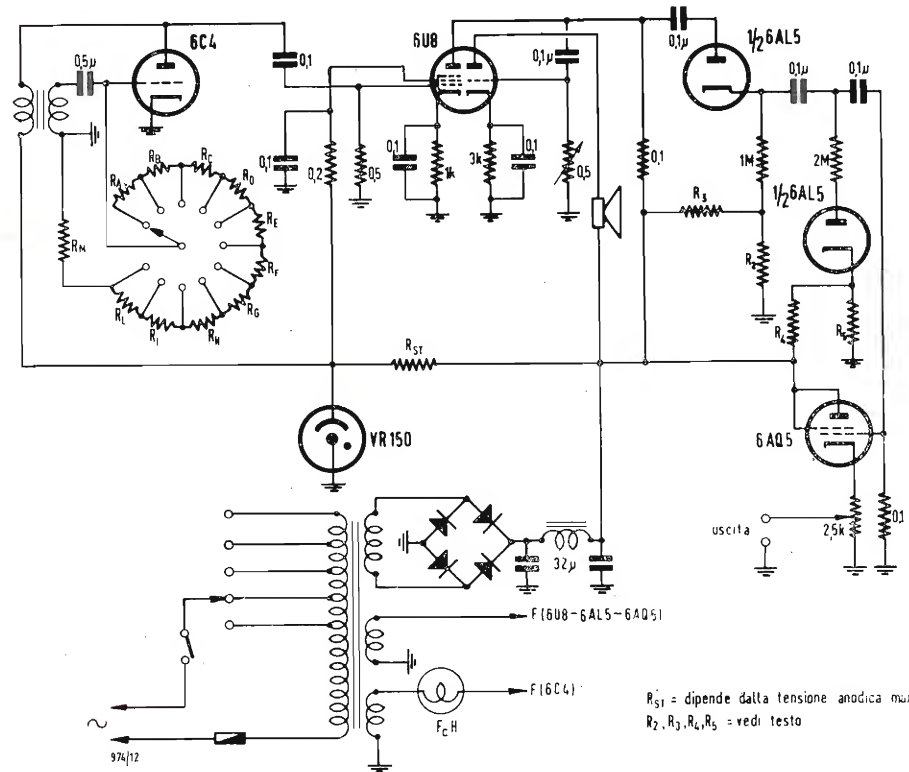 6C4
0,5µ
0,1
6U8
0,1µ
0,1µ
1/2 6AL5
0,1µ
0,1µ
0,1
0,2
0,5
0,1
1k
3k
0,1
0,5
0,1
1M
2M
1/2 6AL5
R3
R2
R4
R5
RA
RB
RC
RD
RE
RF
RG
RH
RI
RL
RM
RST
VR150
6AQ5
uscita
2,5k
0,1
32µ
F(6U8-6AL5-6AQ5)
F(6C4)
FCH
~
974/12
RST = dipende dalla tensione anodica
R2, R3, R4, R5 = vedi testo